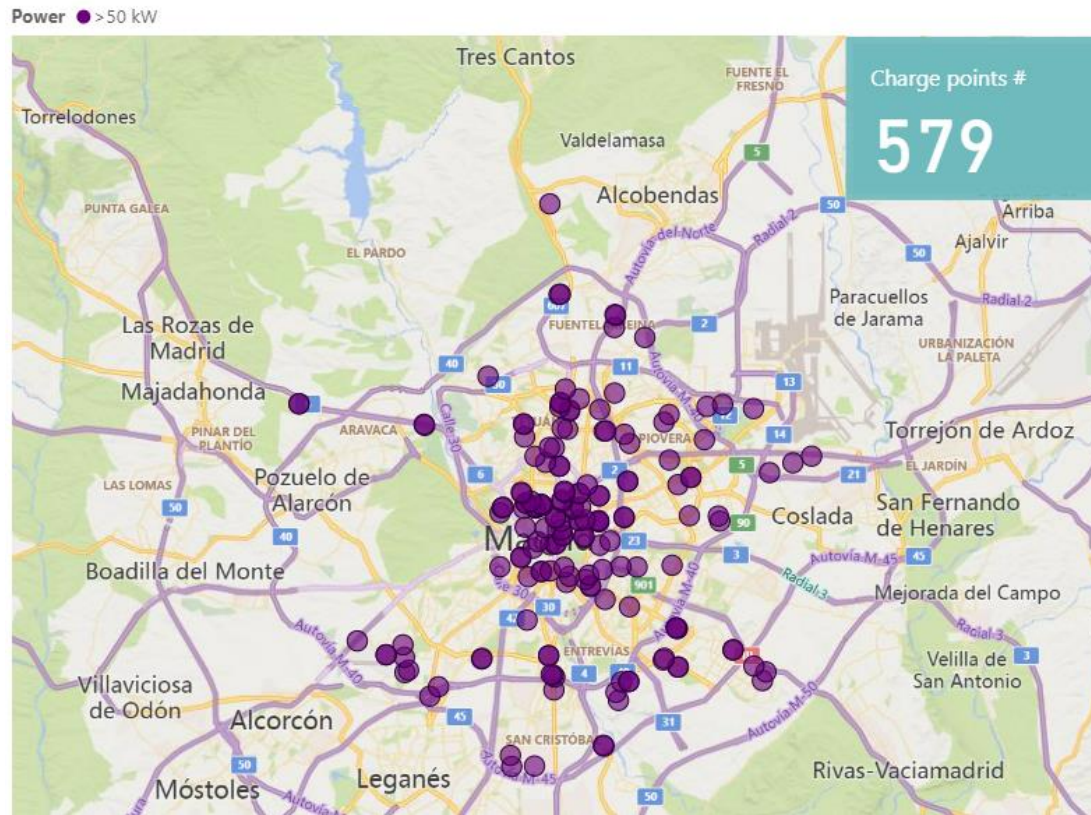 Power >50 kW
Charge points #
579
Tres Cantos
FUENTE EL
FRESNO
Torrelodones
Valdelamasa
5
Alcobendas
50
Arriba
PUNTA GALEA
Autovía del Norte
Radial 2
Ajalvir
EL PARDO
50
607
Paracuellos
de Jarama
Radial 2
Las Rozas de
Madrid
FUENTELARREINA
2
URBANIZACIÓN
LA PALETA
40
11
Majadahonda
13
PINAR DEL
PLANTÍO
ARAVACA
Calle 30
PIOVERA
14
Torrejón de Ardoz
LAS LOMAS
Pozuelo de
Alarcón
6
2
5
21
EL JARDÍN
50
San Fernando
de Henares
40
90
Coslada
23
3
Autovía M-45
45
Boadilla del Monte
901
Autovía M-40
Radial 3
Mejorada del Campo
30
Autovía M-40
ENTREVÍAS
Radial 3
4
3
Velilla de
San Antonio
Villaviciosa
de Odón
Alcorcón
45
31
Autovía M-50
SAN CRISTÓBAL
50
Móstoles
Leganés
Autovía M-45
50
Rivas-Vaciamadrid